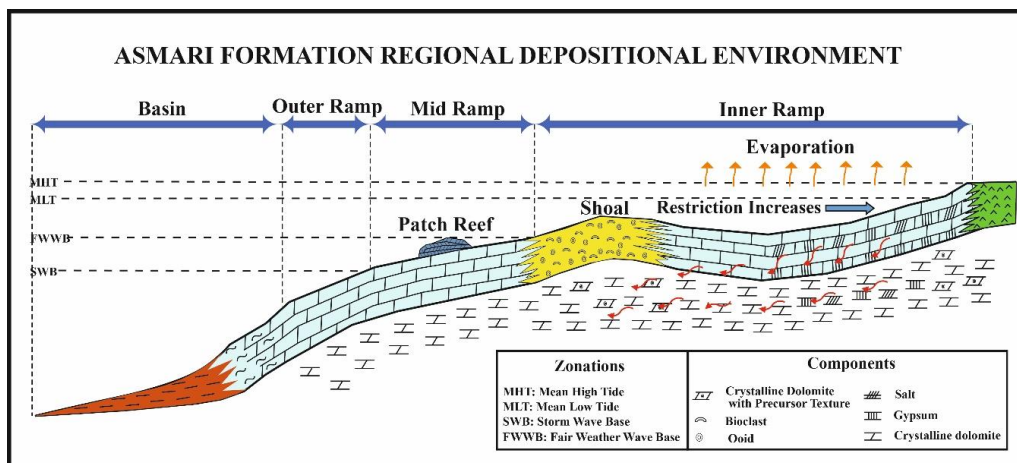 ASMARI FORMATION REGIONAL DEPOSITIONAL ENVIRONMENT
Basin
Outer Ramp
Mid Ramp
Inner Ramp
Evaporation
MHT
MLT
Shoal
Restriction Increases
Patch Reef
FWWB
SWB
Zonations
MHT: Mean High Tide
MLT: Mean Low Tide
SWB: Storm Wave Base
FWWB: Fair Weather Wave Base
Components
Crystalline Dolomite
with Precursor Texture
Bioclast
Ooid
Salt
Gypsum
Crystalline dolomite